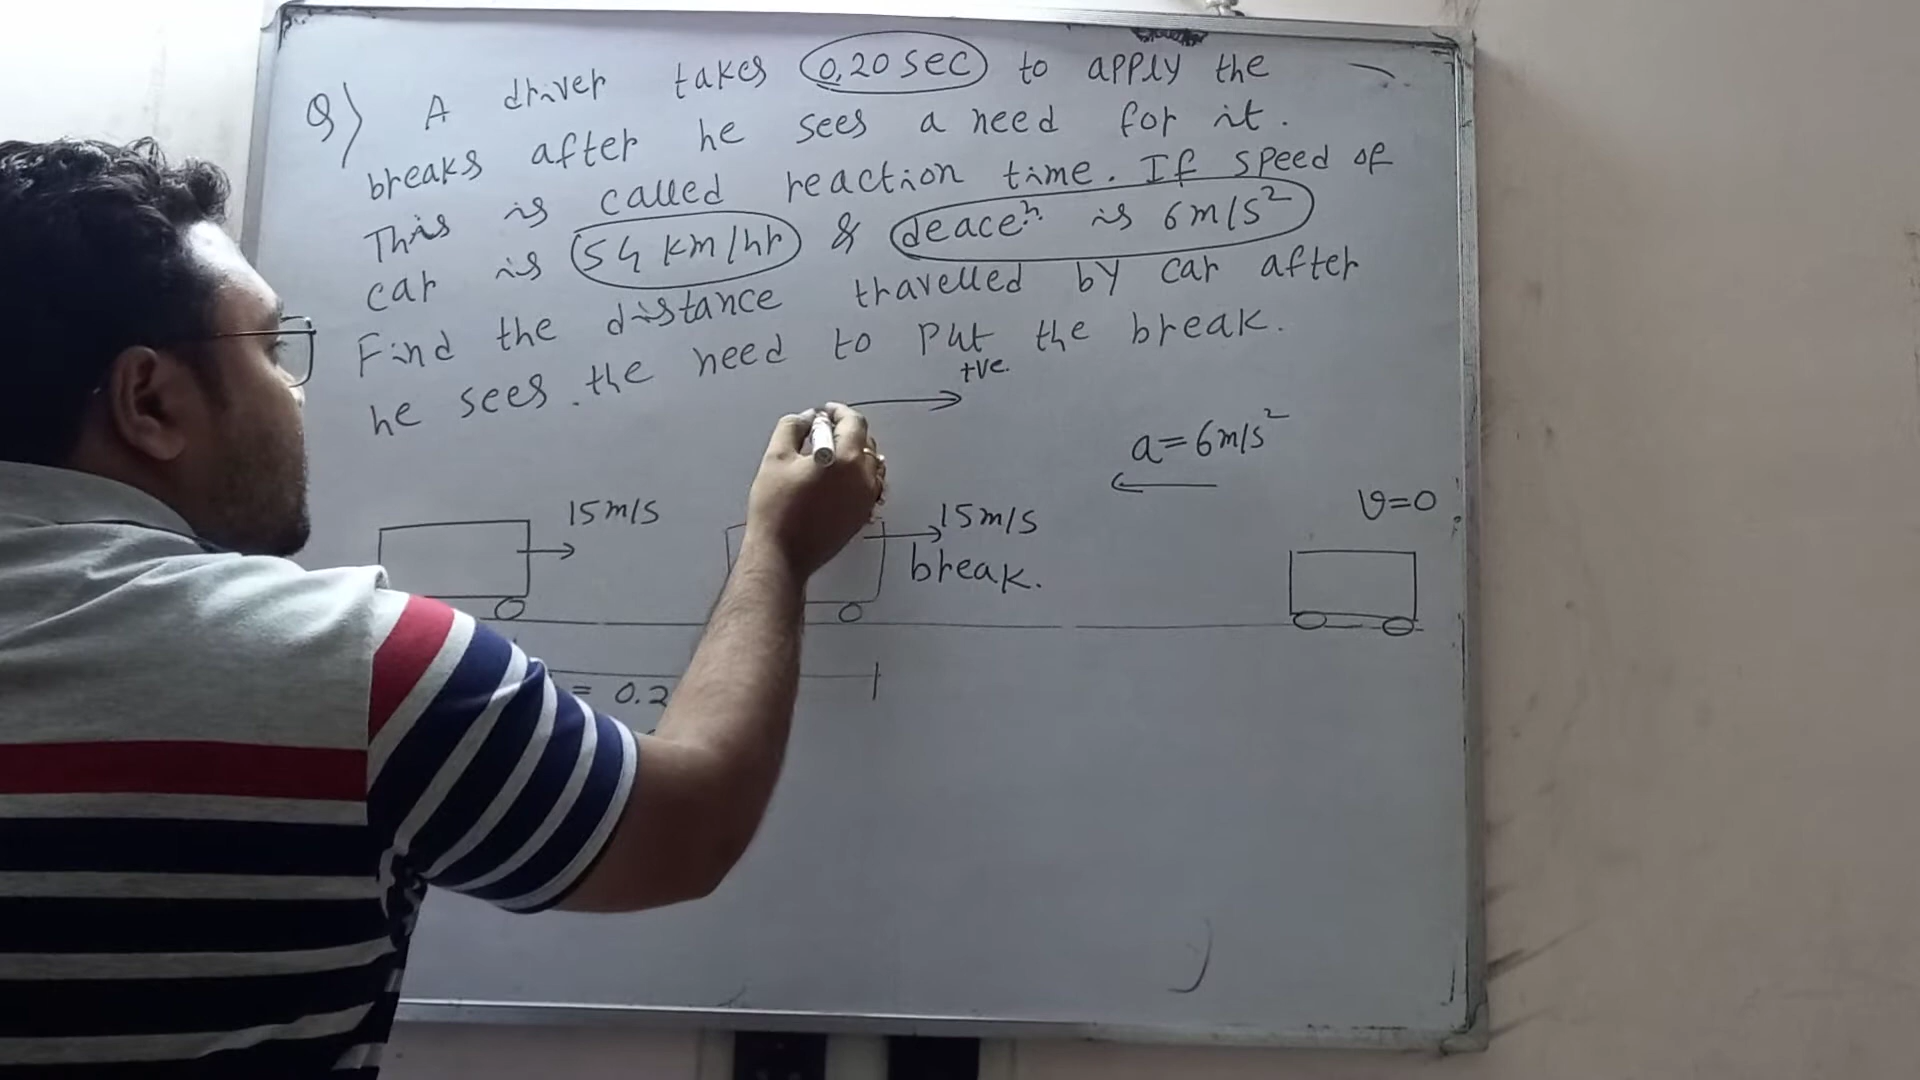 Q) A driver takes 0.20 sec to apply the
breaks after he sees a need for it.
This is called reaction time. If speed of
car is 54 km/hr & deaceⁿ. is 6m/s²
Find the distance travelled by car after
he sees the need to put the break.
+ve.
a=6m/s²
15m/s
15m/s
v=0
break.
= 0.2